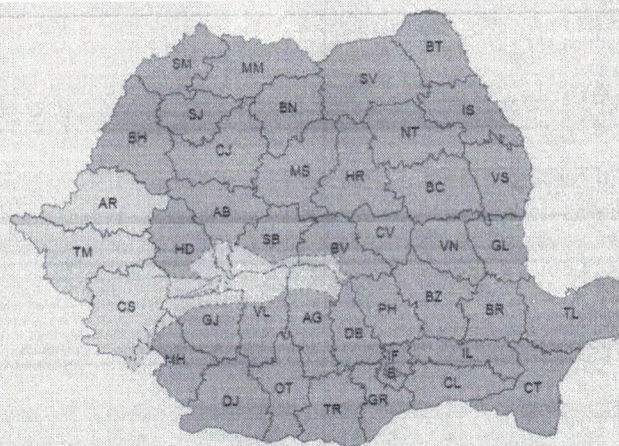 BT
SM MM SV
SJ BN IS
BH CJ NT
MS HR BC VS
AR AB
TM HD SB BV CV VN GL
CS GJ VL AG DB PH BZ BR TL
MH IF IL
B
DJ OT TR GR CL CT